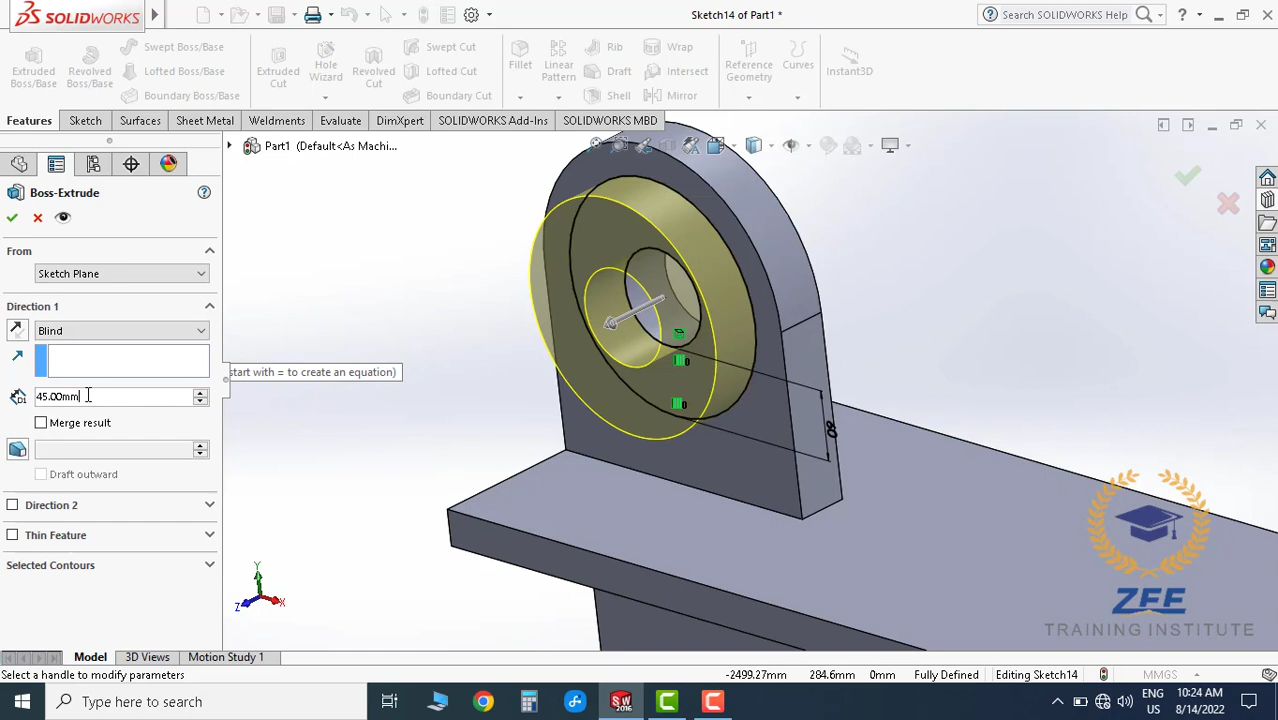 SOLIDWORKS
Sketch14 of Part1 *
Search SOLIDWORKS Help
Extruded Boss/Base
Revolved Boss/Base
Swept Boss/Base
Lofted Boss/Base
Boundary Boss/Base
Extruded Cut
Hole Wizard
Revolved Cut
Swept Cut
Lofted Cut
Boundary Cut
Fillet
Linear Pattern
Rib
Draft
Shell
Wrap
Intersect
Mirror
Reference Geometry
Curves
Instant3D
Features Sketch Surfaces Sheet Metal Weldments Evaluate DimXpert SOLIDWORKS Add-Ins SOLIDWORKS MBD
Part1 (Default<As Machi...
Boss-Extrude
From
Sketch Plane
Direction 1
Blind
start with = to create an equation)
45.00mm
Merge result
Draft outward
Direction 2
Thin Feature
Selected Contours
Y
Z
X
ZFEE
TRAINING INSTITUTE
Model 3D Views Motion Study 1
Select a handle to modify parameters
-2499.27mm 284.6mm 0mm Fully Defined Editing Sketch14 MMGS
Type here to search
SW
2016
ENG
US
10:24 AM
8/14/2022